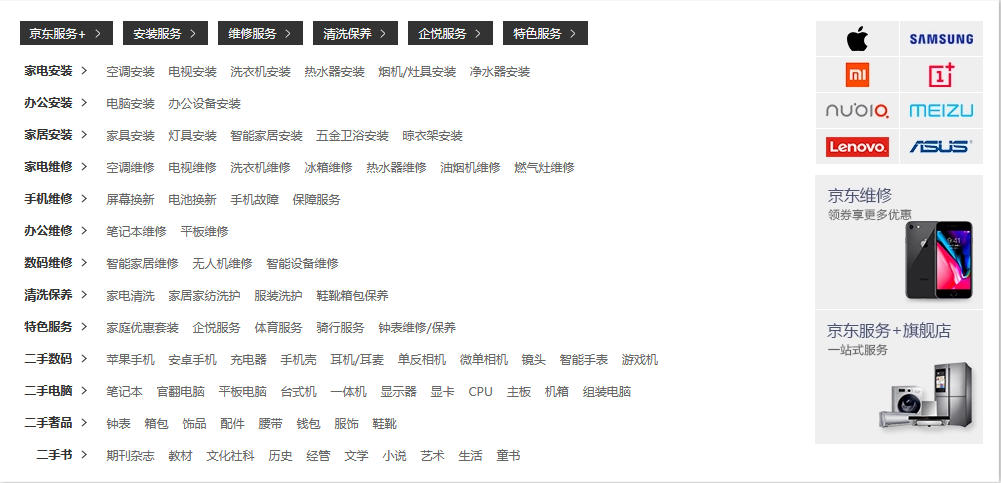 京东服务+ > 安装服务 > 维修服务 > 清洗保养 > 企悦服务 > 特色服务 >
家电安装 > 空调安装 电视安装 洗衣机安装 热水器安装 烟机/灶具安装 净水器安装
办公安装 > 电脑安装 办公设备安装
家居安装 > 家具安装 灯具安装 智能家居安装 五金卫浴安装 晾衣架安装
家电维修 > 空调维修 电视维修 洗衣机维修 冰箱维修 热水器维修 油烟机维修 燃气灶维修
手机维修 > 屏幕换新 电池换新 手机故障 保障服务
办公维修 > 笔记本维修 平板维修
数码维修 > 智能家居维修 无人机维修 智能设备维修
清洗保养 > 家电清洗 家居家纺洗护 服装洗护 鞋靴箱包保养
特色服务 > 家庭优惠套装 企悦服务 体育服务 骑行服务 钟表维修/保养
二手数码 > 苹果手机 安卓手机 充电器 手机壳 耳机/耳麦 单反相机 微单相机 镜头 智能手表 游戏机
二手电脑 > 笔记本 官翻电脑 平板电脑 台式机 一体机 显示器 显卡 CPU 主板 机箱 组装电脑
二手奢品 > 钟表 箱包 饰品 配件 腰带 钱包 服饰 鞋靴
二手书 > 期刊杂志 教材 文化社科 历史 经管 文学 小说 艺术 生活 童书
SAMSUNG
MI 1+
nubia MEIZU
Lenovo ASUS
京东维修
领券享更多优惠
9:41
京东服务+旗舰店
一站式服务